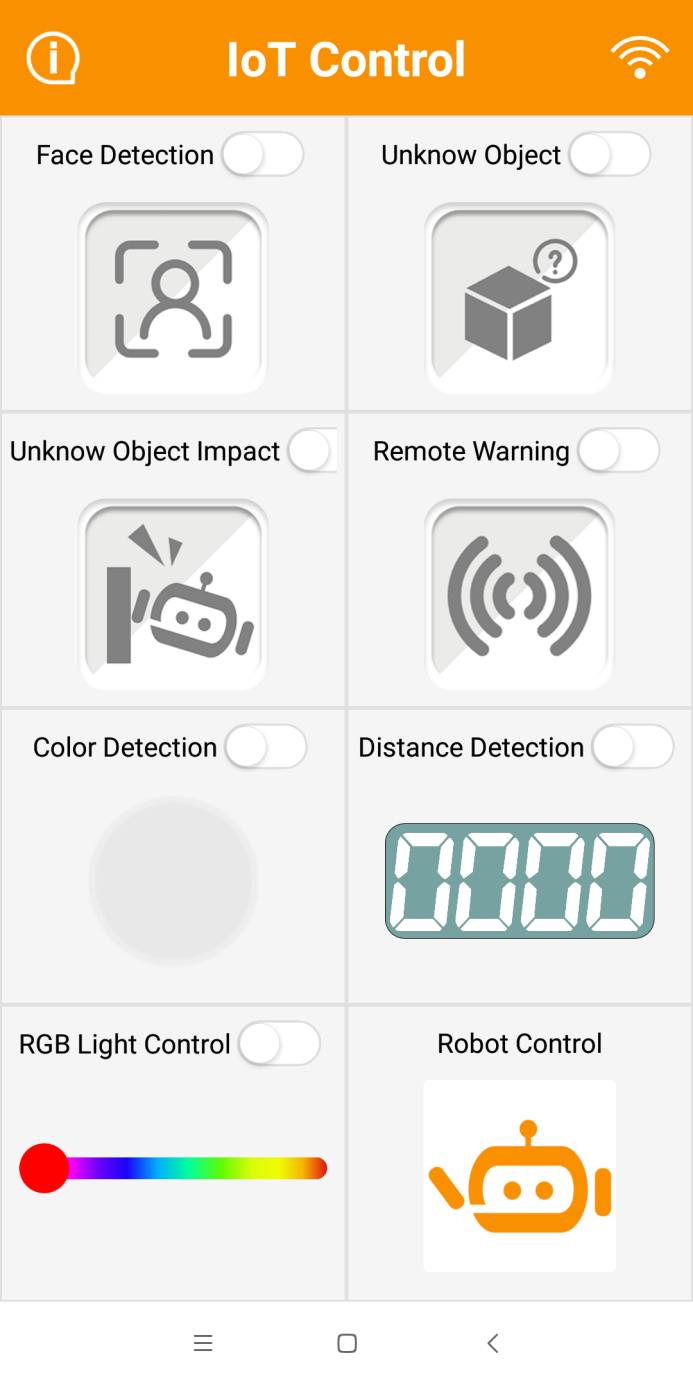 IoT Control
Face Detection
Unknow Object
?
Unknow Object Impact
Remote Warning
Color Detection
Distance Detection
0000
RGB Light Control
Robot Control